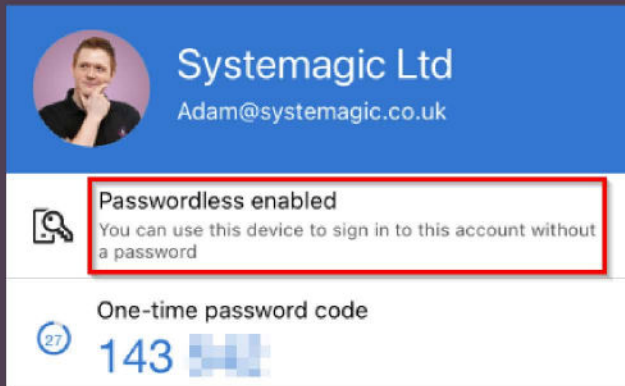 Systemagic Ltd
Adam@systemagic.co.uk
Passwordless enabled
You can use this device to sign in to this account without
a password
One-time password code
27
143